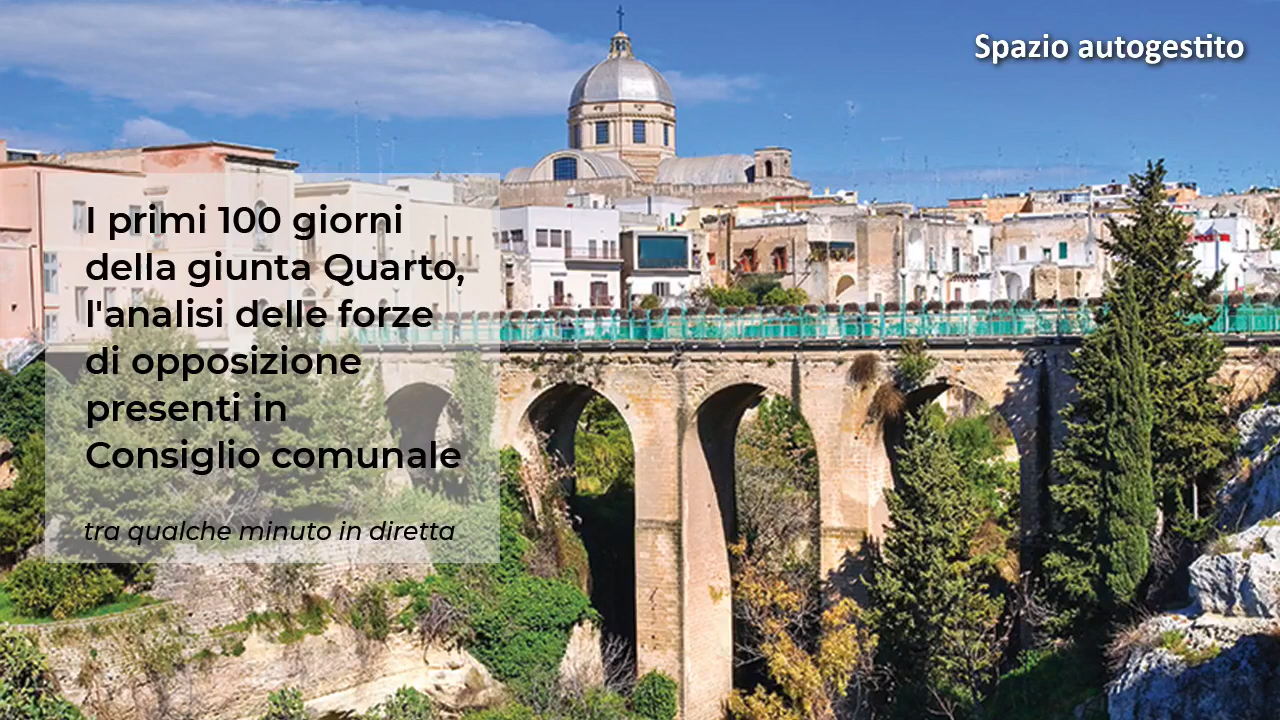 Spazio autogestito
I primi 100 giorni
della giunta Quarto,
l'analisi delle forze
di opposizione
presenti in
Consiglio comunale
tra qualche minuto in diretta